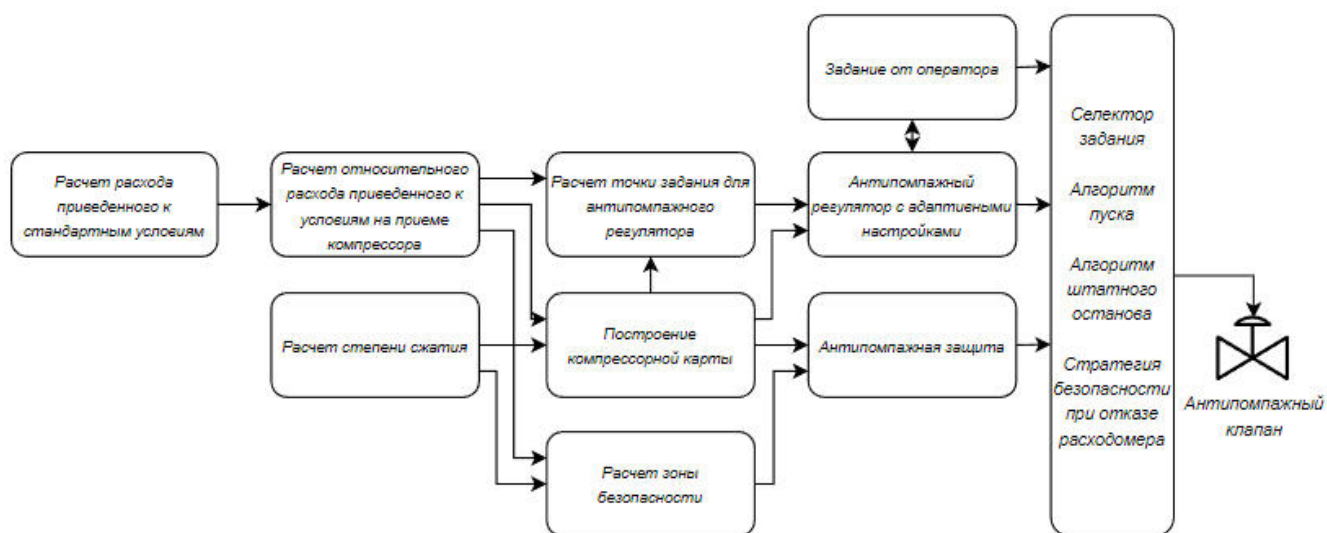 Задание от оператора
Расчет расхода
приведенного к
стандартным условиям
Расчет относительного
расхода приведенного к
условиям на приеме
компрессора
Расчет точки задания для
антипомпажного
регулятора
Антипомпажный
регулятор с адаптивными
настройками
Расчет степени сжатия
Построение
компрессорной карты
Антипомпажная защита
Расчет зоны
безопасности
Селектор
задания
Алгоритм
пуска
Алгоритм
штатного
останова
Стратегия
безопасности
при отказе
расходомера
Антипомпажный
клапан